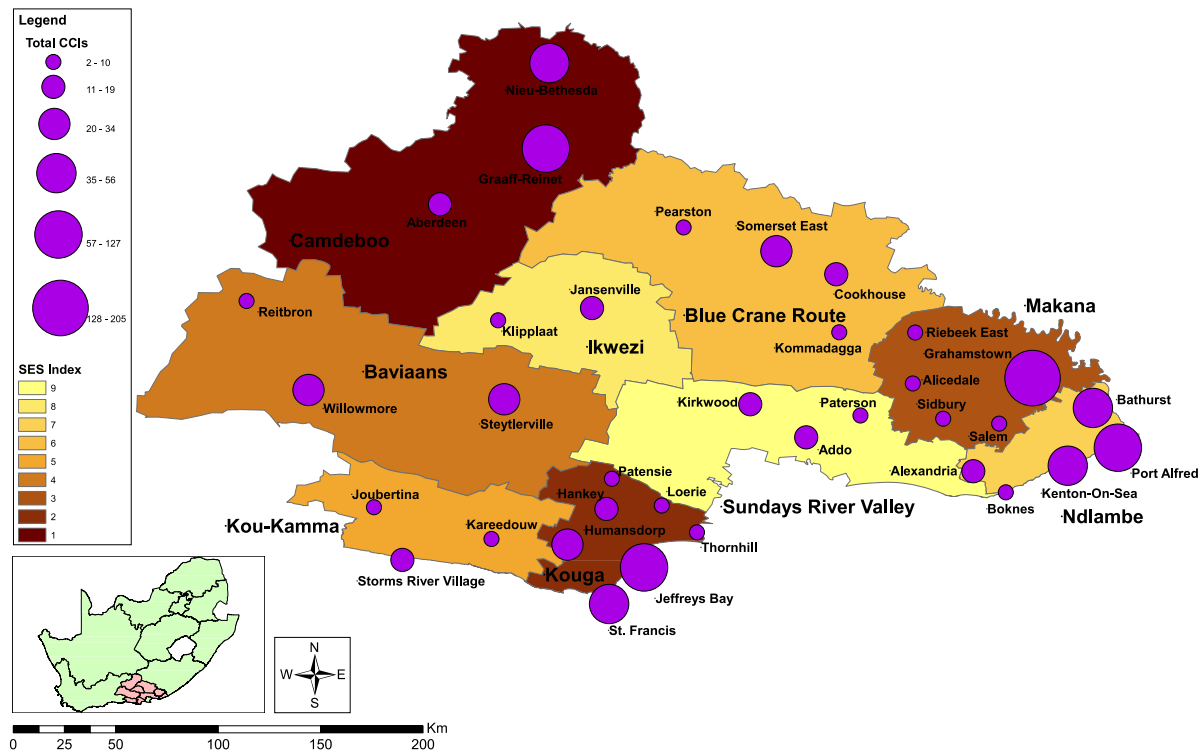 Legend
Total CCIs
2 - 10
11 - 19
20 - 34
35 - 56
57 - 127
128 - 205
SES Index
9
8
7
6
5
4
3
2
1
Nieu-Bethesda
Graaff-Reinet
Aberdeen
Camdeboo
Pearston
Somerset East
Cookhouse
Blue Crane Route
Kommadagga
Jansenville
Klipplaat
Ikwezi
Reitbron
Baviaans
Willowmore
Steytlerville
Makana
Riebeek East
Grahamstown
Alicedale
Sidbury
Salem
Bathurst
Port Alfred
Kenton-On-Sea
Ndlambe
Boknes
Alexandria
Kirkwood
Paterson
Addo
Sundays River Valley
Patensie
Hankey
Loerie
Humansdorp
Thornhill
Kouga
Jeffreys Bay
St. Francis
Joubertina
Kou-Kamma
Kareedouw
Storms River Village
N
W E
S
Km
0 25 50 100 150 200